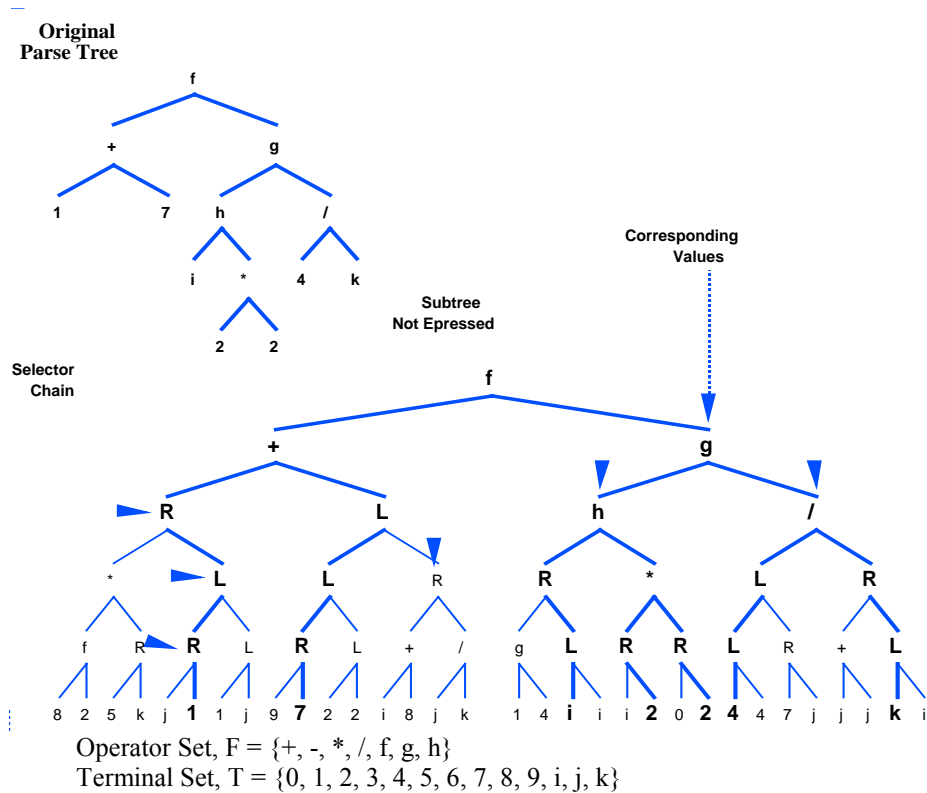 Original
Parse Tree
f
+ g
1 7 h /
i * 4 k
2 2
Corresponding
Values
Subtree
Not Epressed
Selector
Chain
f
+ g
R L h /
* L L R R * L R
f R R L R L + / g L R R L R + L
8 2 5 k j 1 1 j 9 7 2 2 i 8 j k 1 4 i i i 2 0 2 4 4 7 j j j k i
Operator Set, F = {+, -, *, /, f, g, h}
Terminal Set, T = {0, 1, 2, 3, 4, 5, 6, 7, 8, 9, i, j, k}